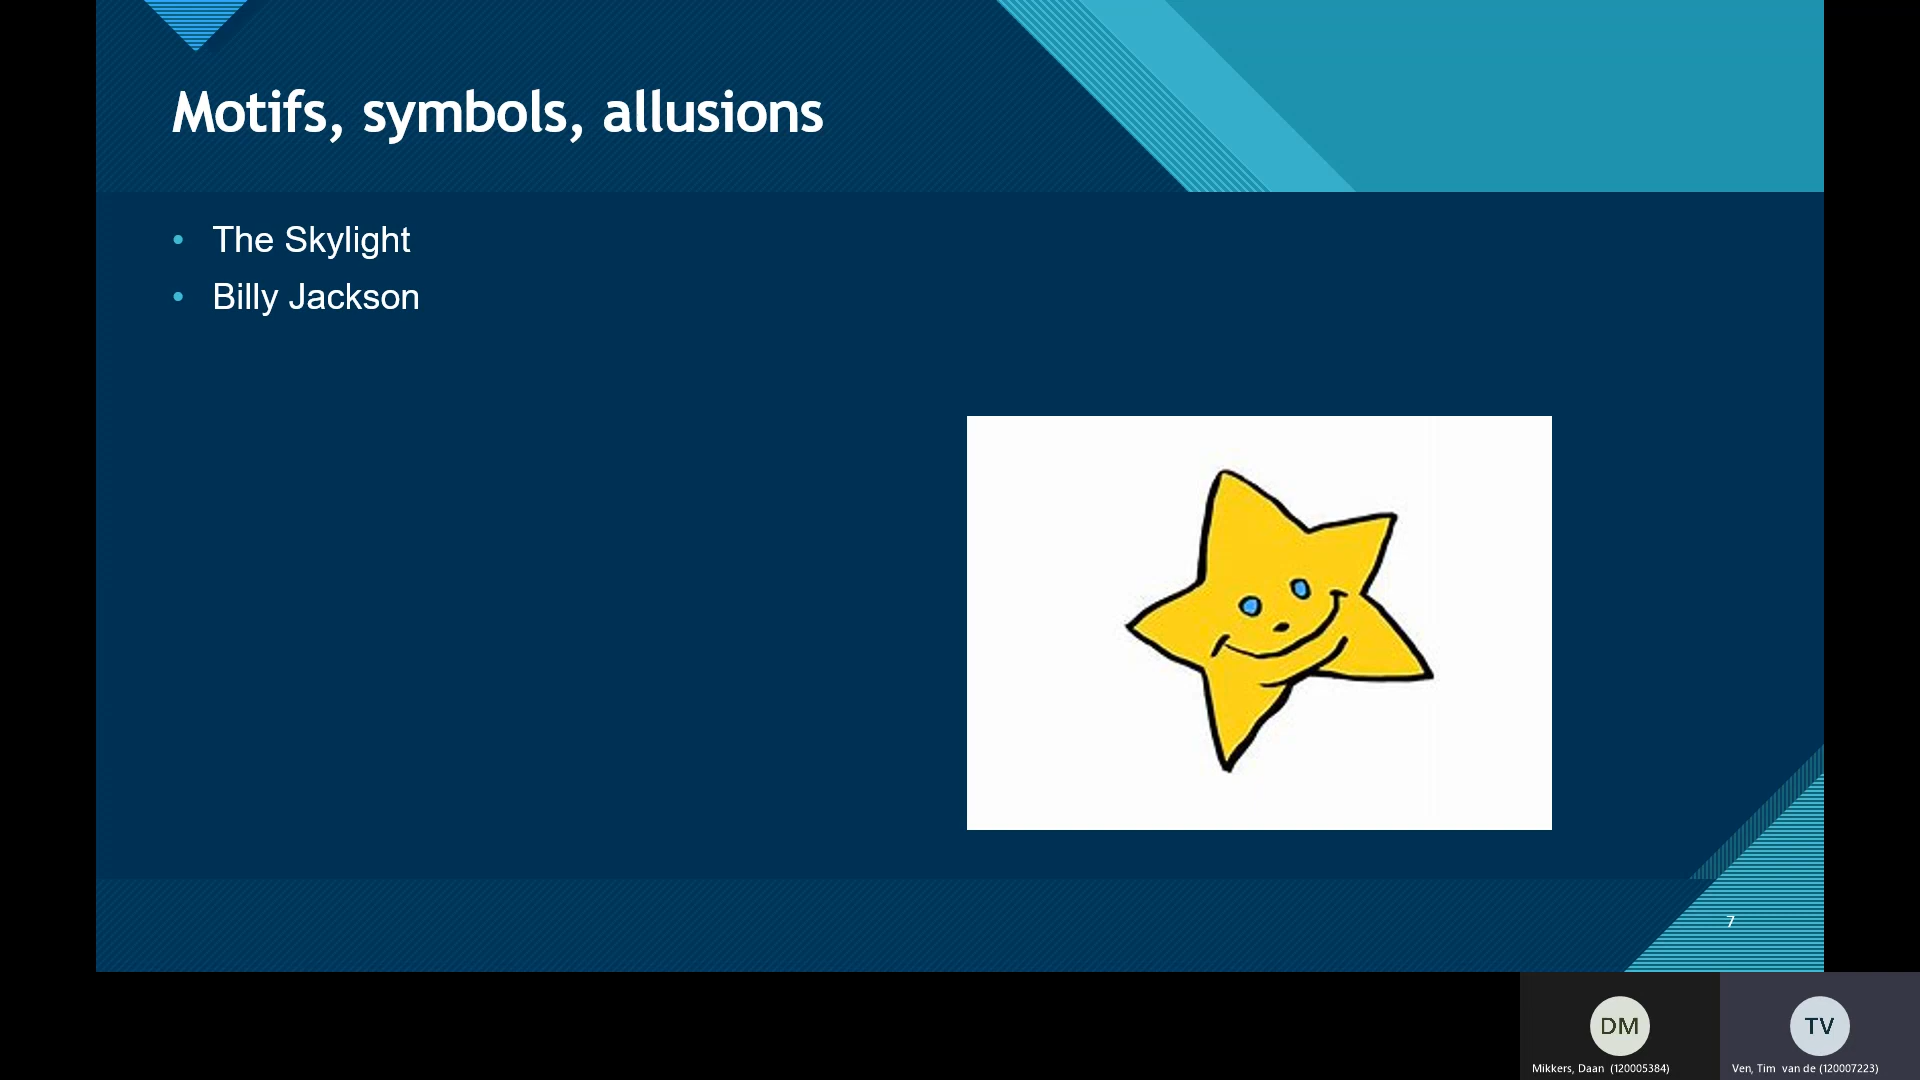 Motifs, symbols, allusions
• The Skylight
• Billy Jackson
7
DM
TV
Mikkers, Daan (120005384)
Ven, Tim van de (120007223)